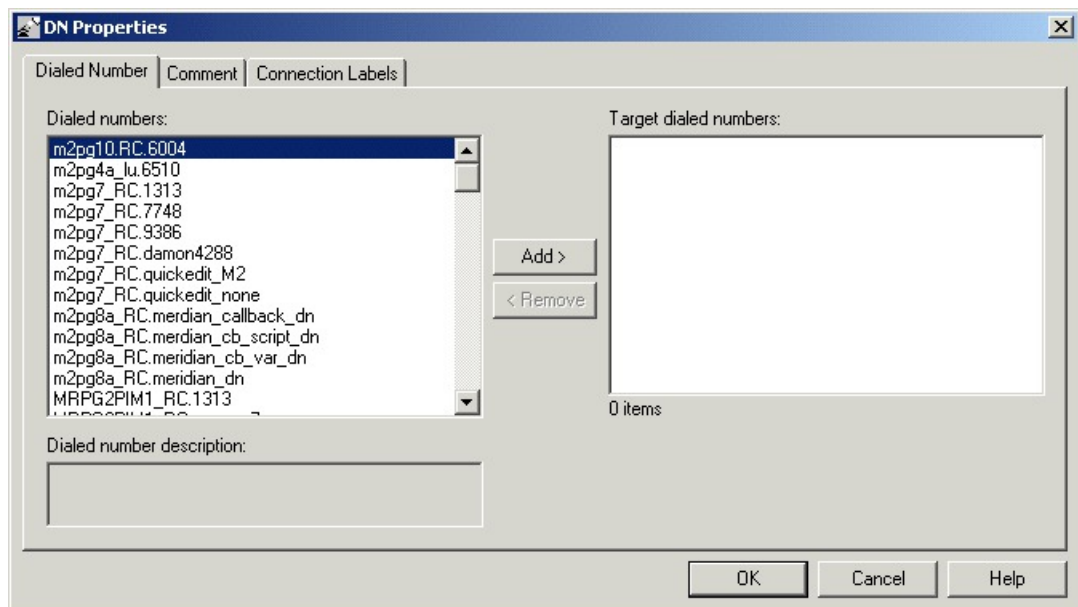 DN Properties
Dialed Number
Comment
Connection Labels
Dialed numbers:
m2pg10.RC.6004
m2pg4a_lu.6510
m2pg7_RC.1313
m2pg7_RC.7748
m2pg7_RC.9386
m2pg7_RC.damon4288
m2pg7_RC.quickedit_M2
m2pg7_RC.quickedit_none
m2pg8a_RC.merdian_callback_dn
m2pg8a_RC.meridian_cb_script_dn
m2pg8a_RC.meridian_cb_var_dn
m2pg8a_RC.meridian_dn
MRPG2PIM1_RC.1313
Add >
< Remove
Target dialed numbers:
0 items
Dialed number description:
OK
Cancel
Help